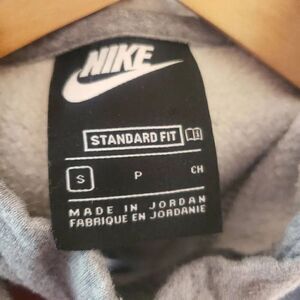 NIKE
STANDARD FIT
S P CH
MADE IN JORDAN
FABRIQUE EN JORDANIE